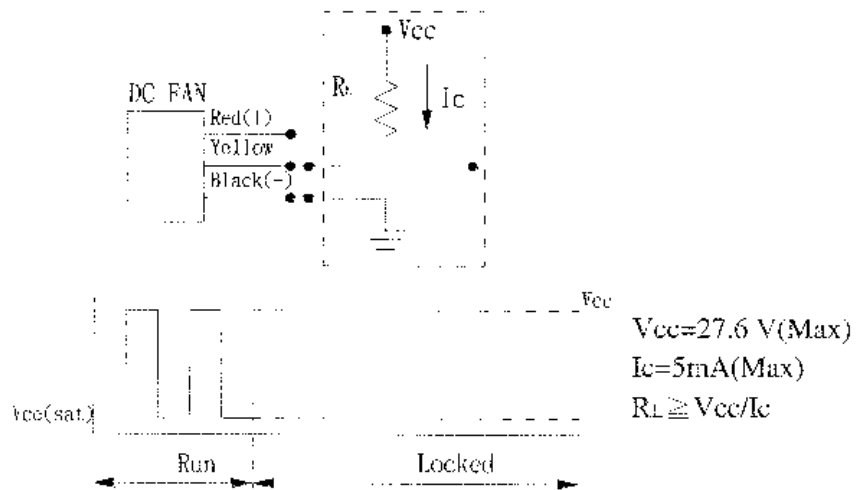 Vcc
DC FAN
RL
Ic
Red(+)
Yellow
Black(-)
Vcc
Vce(sat)
Run
Locked
Vcc=27.6 V(Max)
Ic=5mA(Max)
RL≧Vcc/Ic